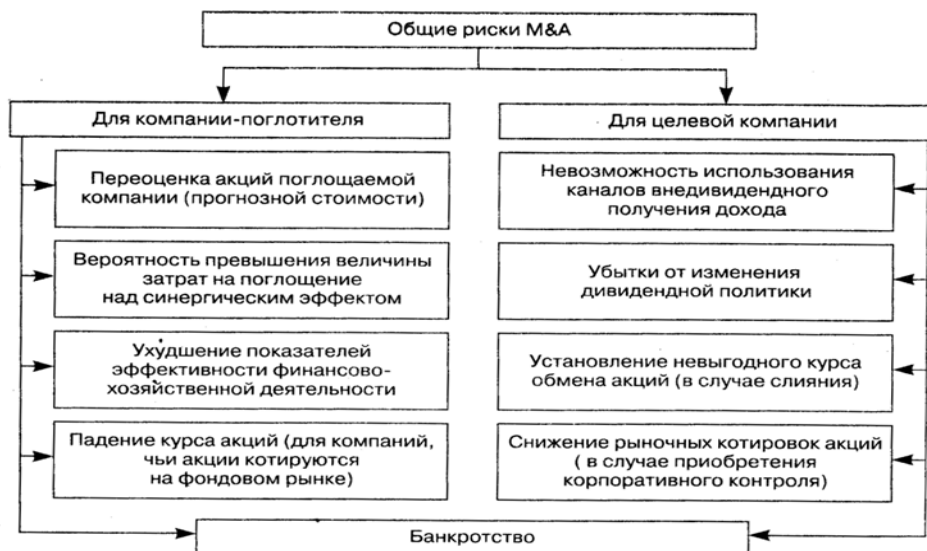 Общие риски M&A
Для компании-поглотителя
Переоценка акций поглощаемой
компании (прогнозной стоимости)
Вероятность превышения величины
затрат на поглощение
над синергическим эффектом
Ухудшение показателей
эффективности финансово-
хозяйственной деятельности
Падение курса акций (для компаний,
чьи акции котируются
на фондовом рынке)
Для целевой компании
Невозможность использования
каналов внедивидендного
получения дохода
Убытки от изменения
дивидендной политики
Установление невыгодного курса
обмена акций (в случае слияния)
Снижение рыночных котировок акций
( в случае приобретения
корпоративного контроля)
Банкротство